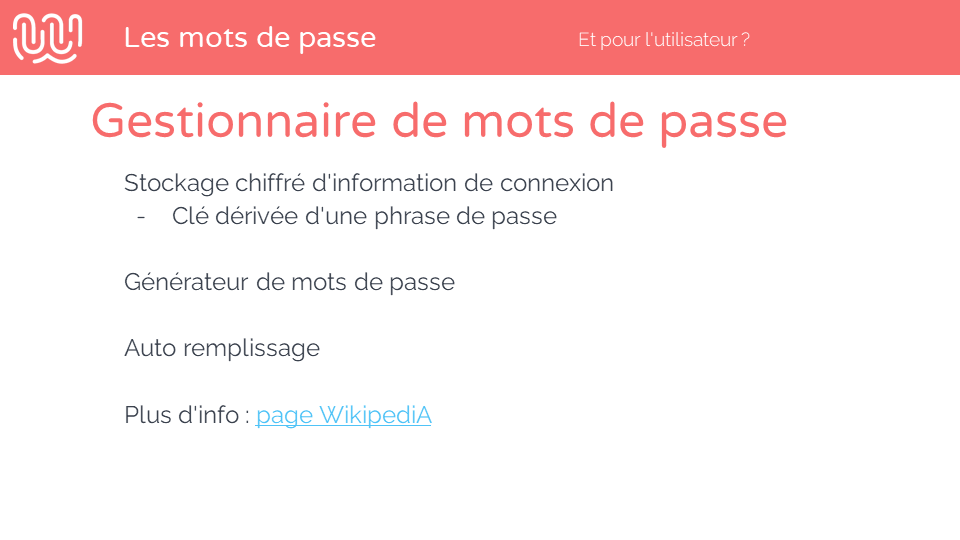 Les mots de passe
Et pour l'utilisateur ?
Gestionnaire de mots de passe
Stockage chiffré d'information de connexion
- Clé dérivée d'une phrase de passe
Générateur de mots de passe
Auto remplissage
Plus d'info : page WikipediA